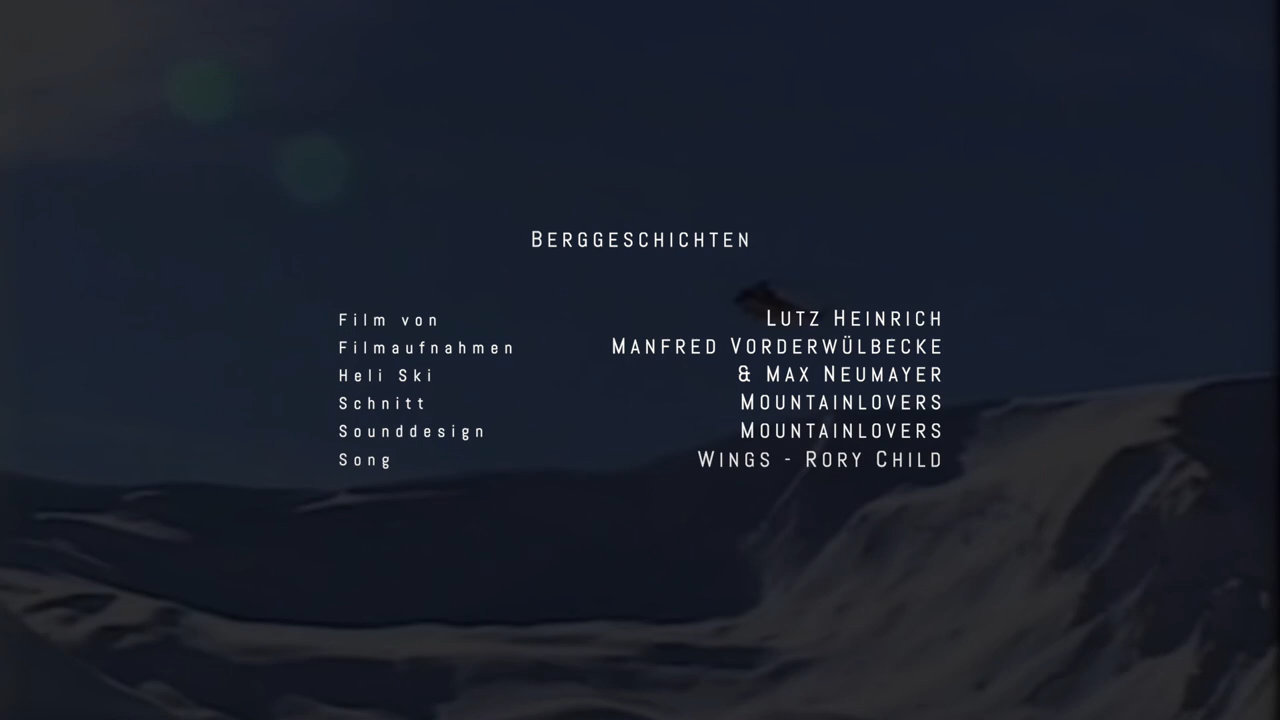 Berggeschichten
Film von Lutz Heinrich
Filmaufnahmen Manfred Vorderwülbecke
Heli Ski & Max Neumayer
Schnitt Mountainlovers
Sounddesign Mountainlovers
Song Wings - Rory Child